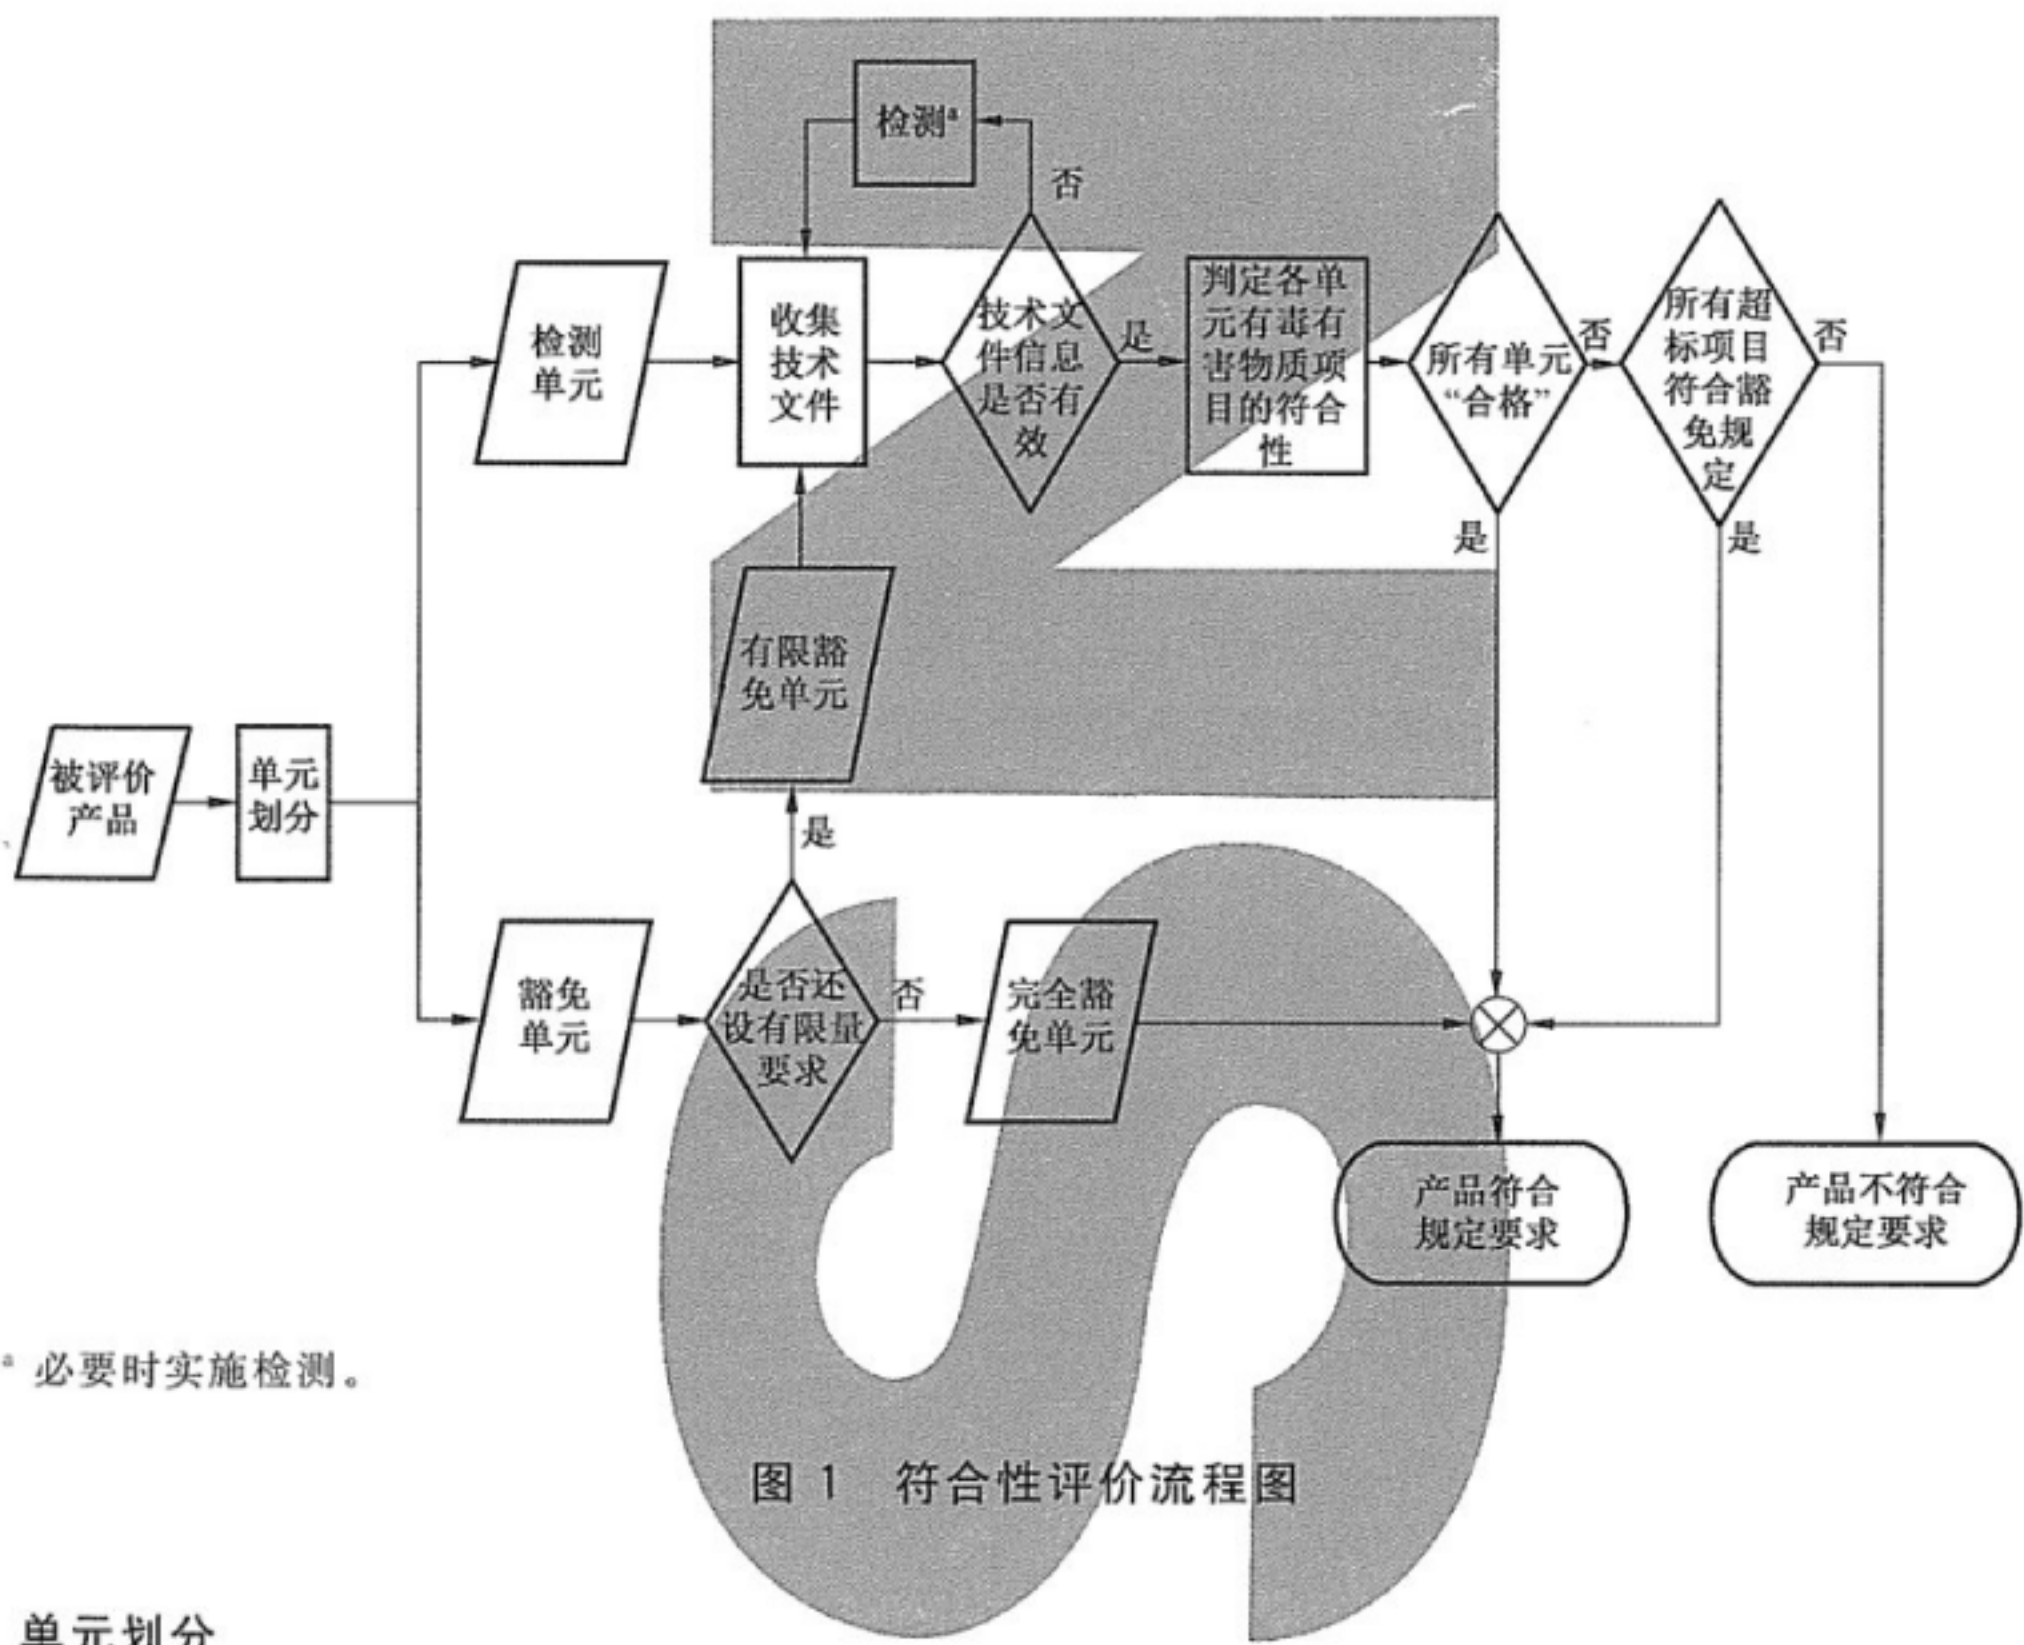 检测ª
否
检测
单元
收集
技术
文件
技术文
件信息
是否有
效
是
判定各单
元有毒有
害物质项
目的符合
性
所有单元
“合格”
否
所有超
标项目
符合豁
免规
定
否
是
是
有限豁
免单元
被评价
产品
单元
划分
是
豁免
单元
是否还
设有限量
要求
否
完全豁
免单元
产品符合
规定要求
产品不符合
规定要求
ª 必要时实施检测。
图 1 符合性评价流程图
单元划分